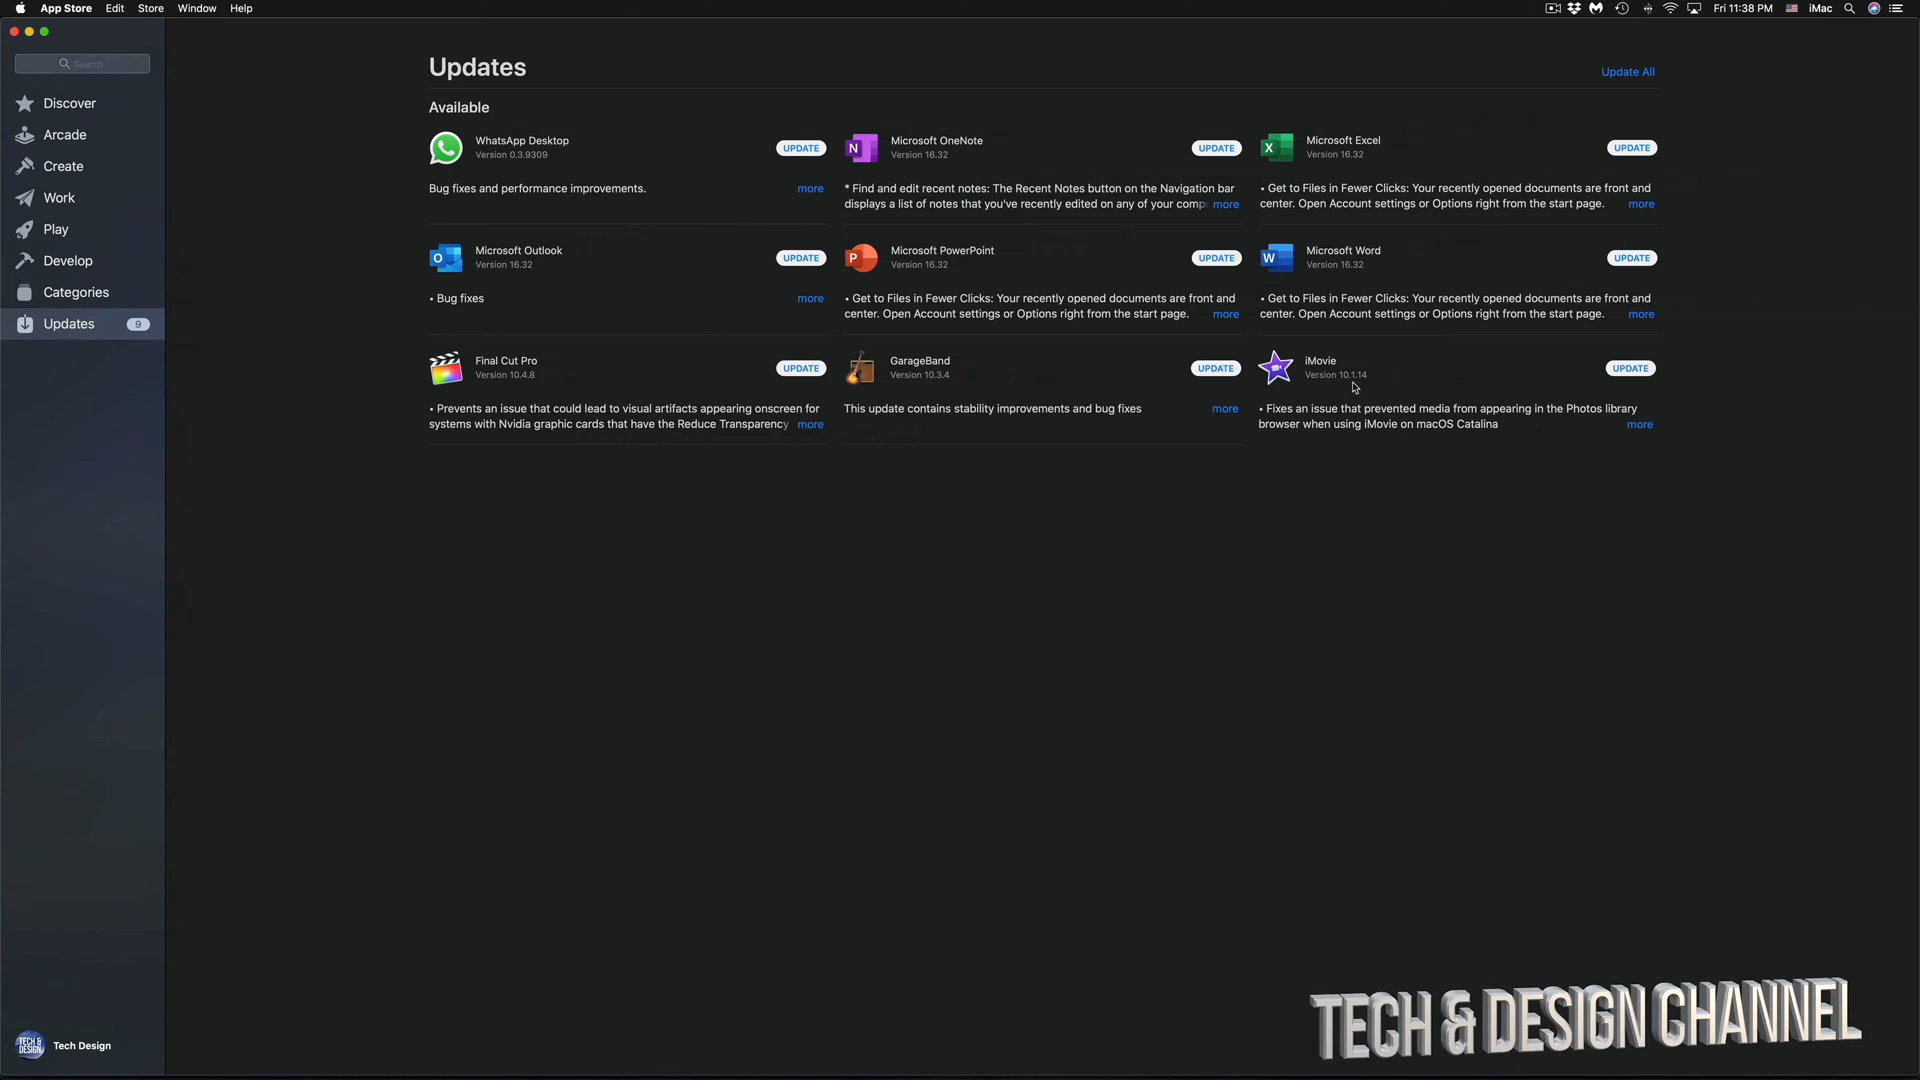 App Store Edit Store Window Help
Fri 11:38 PM iMac
Search
Discover
Arcade
Create
Work
Play
Develop
Categories
Updates 9
Tech Design
Updates
Update All
Available
WhatsApp Desktop
Version 0.3.9309
UPDATE
Bug fixes and performance improvements.
more
Microsoft OneNote
Version 16.32
UPDATE
* Find and edit recent notes: The Recent Notes button on the Navigation bar
displays a list of notes that you've recently edited on any of your comp
more
Microsoft Excel
Version 16.32
UPDATE
• Get to Files in Fewer Clicks: Your recently opened documents are front and
center. Open Account settings or Options right from the start page.
more
Microsoft Outlook
Version 16.32
UPDATE
• Bug fixes
more
Microsoft PowerPoint
Version 16.32
UPDATE
• Get to Files in Fewer Clicks: Your recently opened documents are front and
center. Open Account settings or Options right from the start page.
more
Microsoft Word
Version 16.32
UPDATE
• Get to Files in Fewer Clicks: Your recently opened documents are front and
center. Open Account settings or Options right from the start page.
more
Final Cut Pro
Version 10.4.8
UPDATE
• Prevents an issue that could lead to visual artifacts appearing onscreen for
systems with Nvidia graphic cards that have the Reduce Transparency
more
GarageBand
Version 10.3.4
UPDATE
This update contains stability improvements and bug fixes
more
iMovie
Version 10.1.14
UPDATE
• Fixes an issue that prevented media from appearing in the Photos library
browser when using iMovie on macOS Catalina
more
TECH & DESIGN
TECH & DESIGN CHANNEL